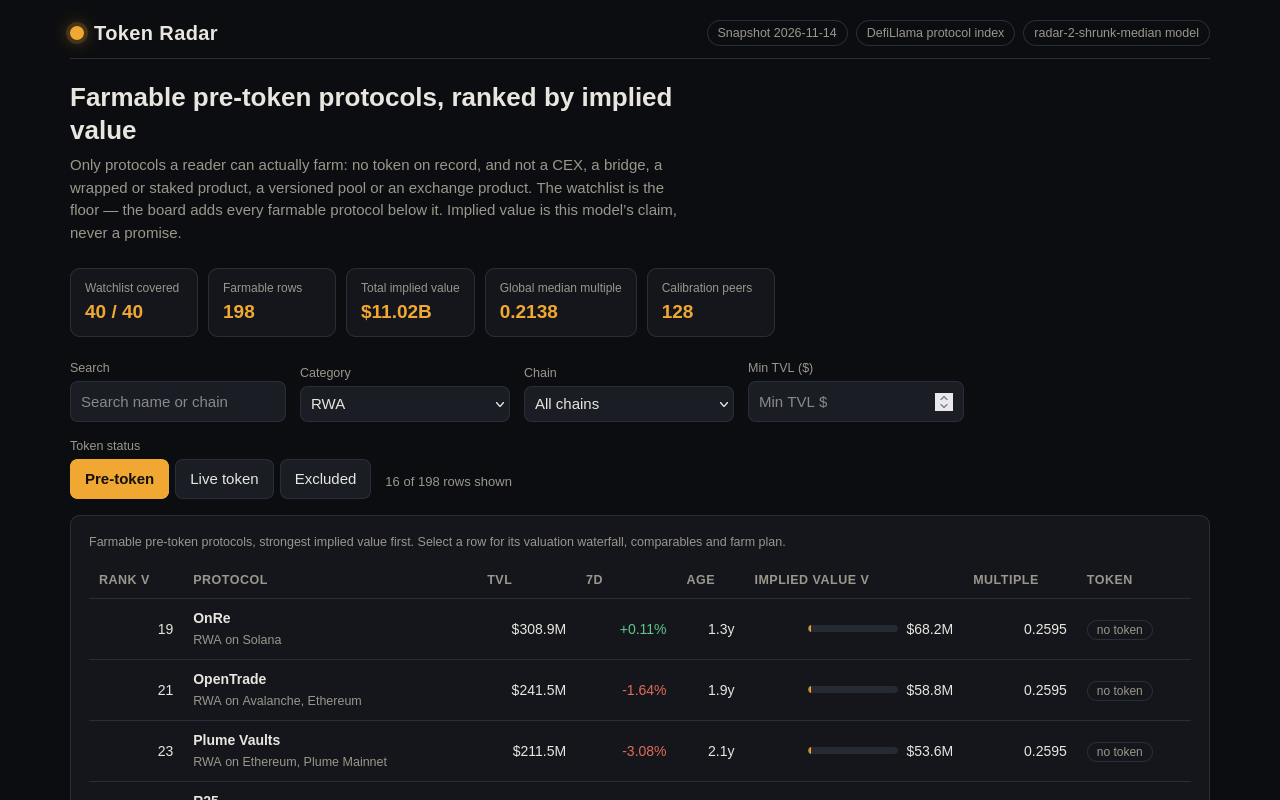 Token Radar
Snapshot 2026-11-14
DefiLlama protocol index
radar-2-shrunk-median model
Farmable pre-token protocols, ranked by implied
value
Only protocols a reader can actually farm: no token on record, and not a CEX, a bridge, a
wrapped or staked product, a versioned pool or an exchange product. The watchlist is the
floor — the board adds every farmable protocol below it. Implied value is this model's claim,
never a promise.
Watchlist covered
40 / 40
Farmable rows
198
Total implied value
$11.02B
Global median multiple
0.2138
Calibration peers
128
Search
Search name or chain
Category
RWA
Chain
All chains
Min TVL ($)
Min TVL $
Token status
Pre-token
Live token
Excluded
16 of 198 rows shown
Farmable pre-token protocols, strongest implied value first. Select a row for its valuation waterfall, comparables and farm plan.
RANK V PROTOCOL TVL 7D AGE IMPLIED VALUE V MULTIPLE TOKEN
19 OnRe $308.9M +0.11% 1.3y $68.2M 0.2595 no token
RWA on Solana
21 OpenTrade $241.5M -1.64% 1.9y $58.8M 0.2595 no token
RWA on Avalanche, Ethereum
23 Plume Vaults $211.5M -3.08% 2.1y $53.6M 0.2595 no token
RWA on Ethereum, Plume Mainnet